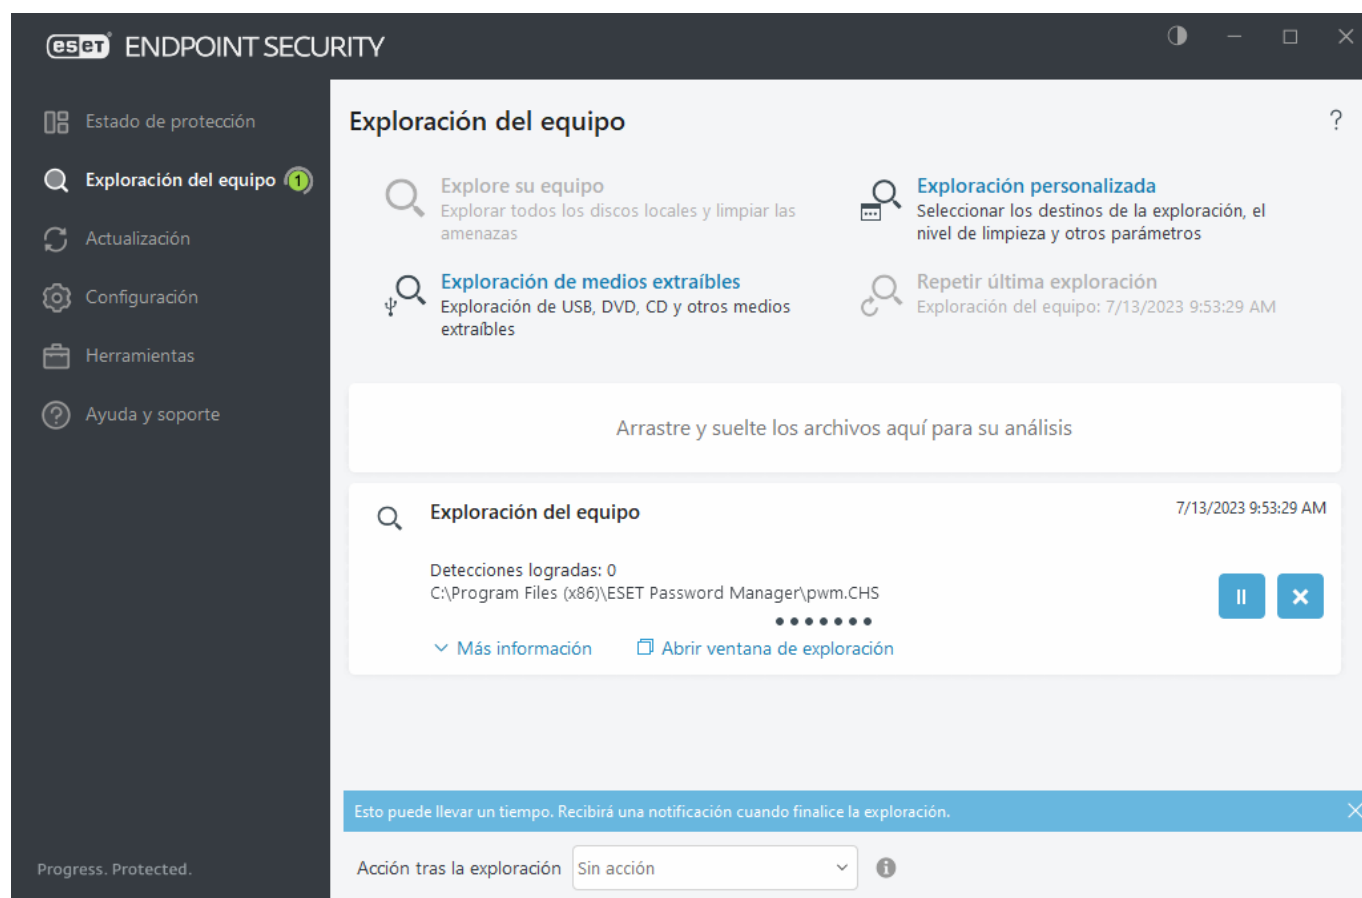 eset ENDPOINT SECURITY
Estado de protección
Exploración del equipo 1
Actualización
Configuración
Herramientas
Ayuda y soporte
Progress. Protected.
Exploración del equipo
?
Explore su equipo
Explorar todos los discos locales y limpiar las
amenazas
Exploración personalizada
Seleccionar los destinos de la exploración, el
nivel de limpieza y otros parámetros
Exploración de medios extraíbles
Exploración de USB, DVD, CD y otros medios
extraíbles
Repetir última exploración
Exploración del equipo: 7/13/2023 9:53:29 AM
Arrastre y suelte los archivos aquí para su análisis
Exploración del equipo
7/13/2023 9:53:29 AM
Detecciones logradas: 0
C:\Program Files (x86)\ESET Password Manager\pwm.CHS
Más información
Abrir ventana de exploración
Esto puede llevar un tiempo. Recibirá una notificación cuando finalice la exploración.
Acción tras la exploración
Sin acción